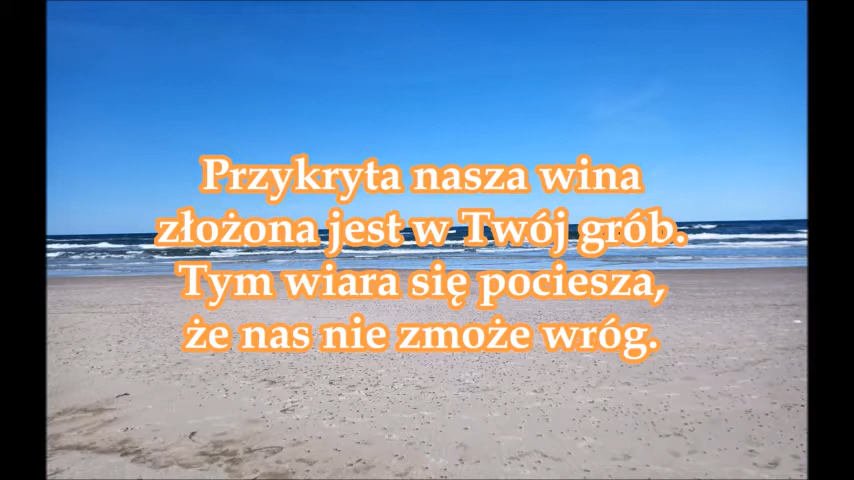 Przykryta nasza wina
złożona jest w Twój grób.
Tym wiara się pociesza,
że nas nie zmoże wróg.